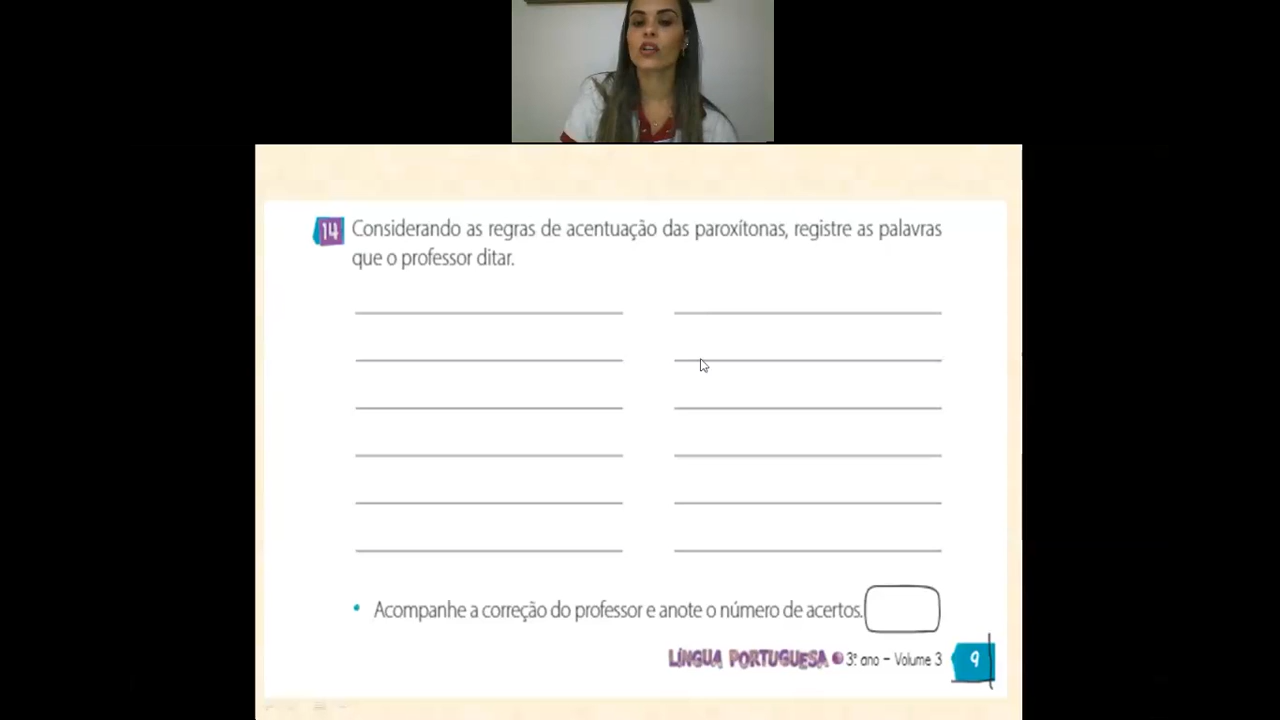 14 Considerando as regras de acentuação das paroxítonas, registre as palavras
que o professor ditar.
• Acompanhe a correção do professor e anote o número de acertos.
LÍNGUA PORTUGUESA 3º. ano – Volume 3 9